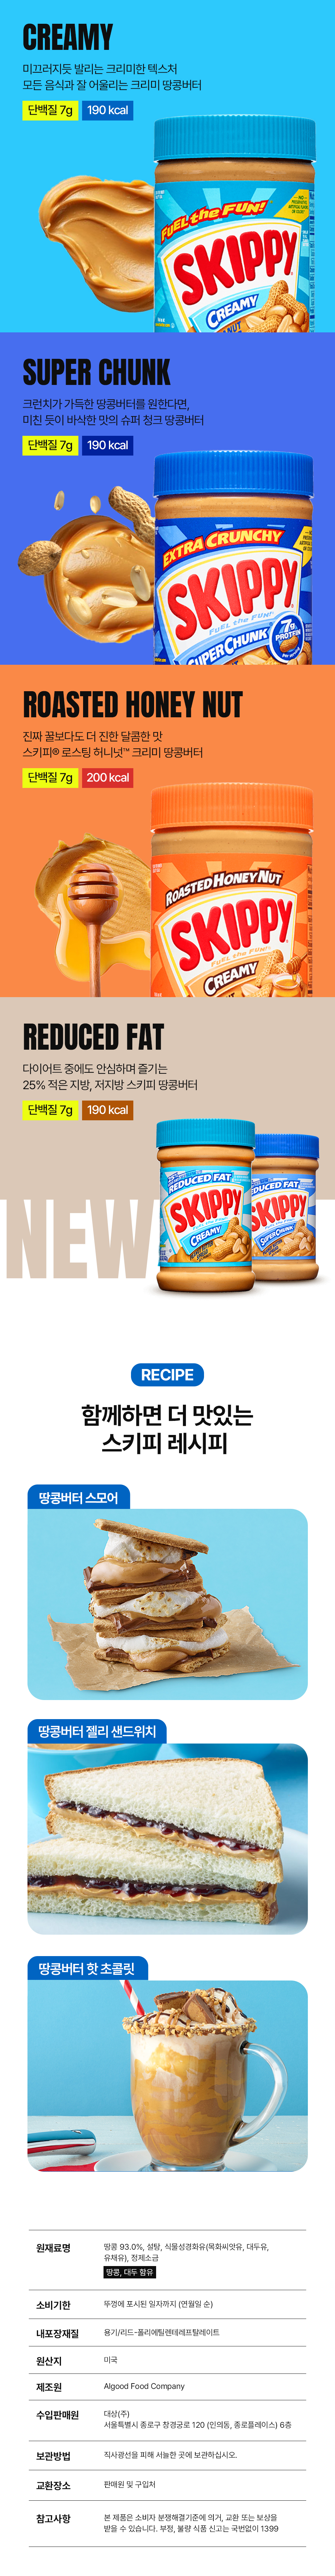 CREAMY
미끄러지듯 발리는 크리미한 텍스처
모든 음식과 잘 어울리는 크리미 땅콩버터
단백질 7g 190 kcal
FUEL the FUN!
SKIPPY
CREAMY
SUPER CHUNK
크런치가 가득한 땅콩버터를 원한다면,
미친 듯이 바삭한 맛의 슈퍼 청크 땅콩버터
단백질 7g 190 kcal
EXTRA CRUNCHY
SKIPPY
FUEL the FUN!
SUPER CHUNK
7g PROTEIN
ROASTED HONEY NUT
진짜 꿀보다도 더 진한 달콤한 맛
스키피® 로스팅 허니넛™ 크리미 땅콩버터
단백질 7g 200 kcal
ROASTED HONEY NUT
SKIPPY
FUEL the FUN!
CREAMY
REDUCED FAT
다이어트 중에도 안심하며 즐기는
25% 적은 지방, 저지방 스키피 땅콩버터
단백질 7g 190 kcal
NEW
REDUCED FAT
SKIPPY
CREAMY
REDUCED FAT
SKIPPY
SUPER CHUNK
RECIPE
함께하면 더 맛있는
스키피 레시피
땅콩버터 스모어
땅콩버터 젤리 샌드위치
땅콩버터 핫 초콜릿
원재료명 땅콩 93.0%, 설탕, 식물성경화유(목화씨앗유, 대두유,
유채유), 정제소금
땅콩, 대두 함유
소비기한 뚜껑에 표시된 일자까지 (연월일 순)
내포장재질 용기/리드-폴리에틸렌테레프탈레이트
원산지 미국
제조원 Algood Food Company
수입판매원 대상(주)
서울특별시 종로구 창경궁로 120 (인의동, 종로플레이스) 6층
보관방법 직사광선을 피해 서늘한 곳에 보관하십시오.
교환장소 판매원 및 구입처
참고사항 본 제품은 소비자 분쟁해결기준에 의거, 교환 또는 보상을
받을 수 있습니다. 부정, 불량 식품 신고는 국번없이 1399